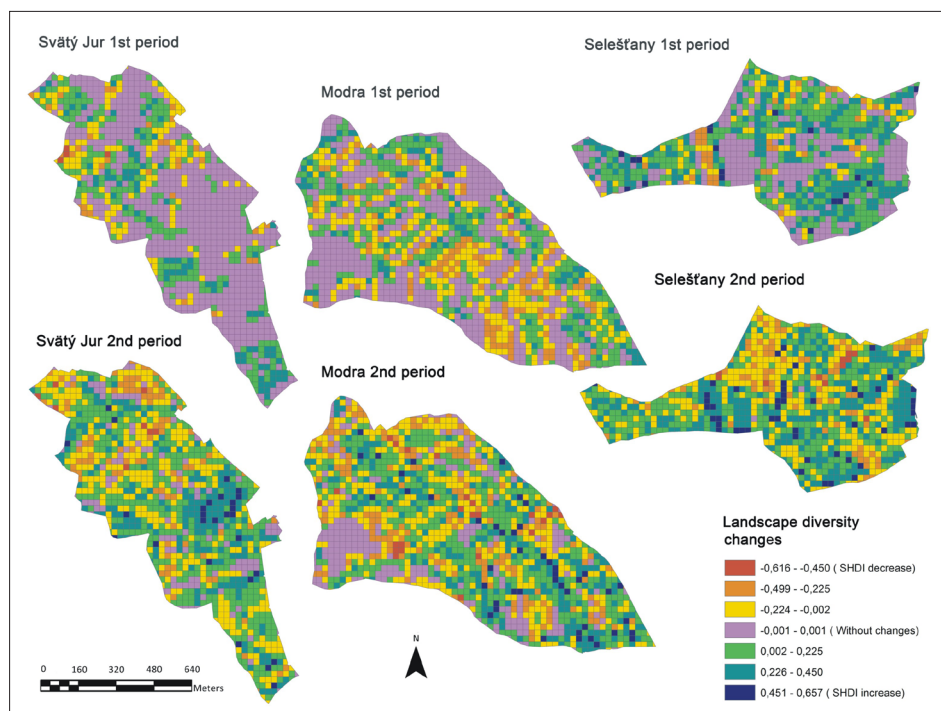 Svätý Jur 1st period
Modra 1st period
Selešťany 1st period
Svätý Jur 2nd period
Modra 2nd period
Selešťany 2nd period
Landscape diversity
changes
-0,616 - -0,450 ( SHDI decrease)
-0,499 - -0,225
-0,224 - -0,002
-0,001 - 0,001 ( Without changes)
0,002 - 0,225
0,226 - 0,450
0,451 - 0,657 ( SHDI increase)
N
0 160 320 480 640
Meters